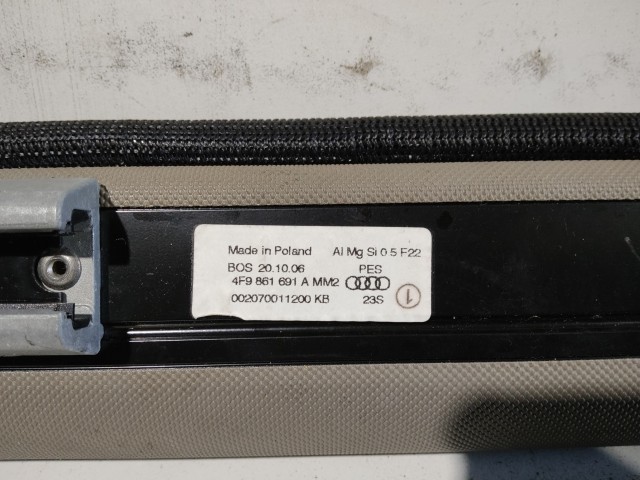 Made in Poland Al Mg Si 0 5 F22
BOS 20.10.06 PES
4F9 861 691 A MM2
002070011200 KB 23S 1